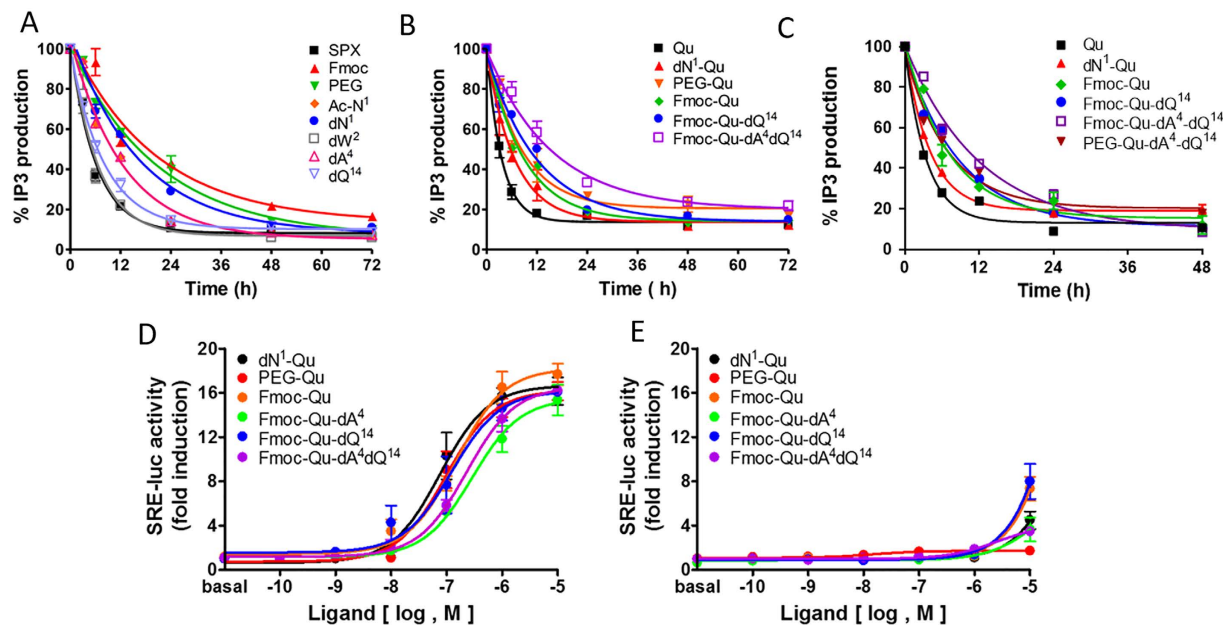 A
% IP3 production
100
80
60
40
20
0
0 12 24 36 48 60 72
Time (h)
SPX
Fmoc
PEG
Ac-N¹
dN¹
dW²
dA⁴
dQ¹⁴
B
% IP3 production
100
80
60
40
20
0
0 12 24 36 48 60 72
Time ( h)
Qu
dN¹-Qu
PEG-Qu
Fmoc-Qu
Fmoc-Qu-dQ¹⁴
Fmoc-Qu-dA⁴dQ¹⁴
C
% IP3 production
100
80
60
40
20
0
0 12 24 36 48
Time (h)
Qu
dN¹-Qu
Fmoc-Qu
Fmoc-Qu-dQ¹⁴
Fmoc-Qu-dA⁴-dQ¹⁴
PEG-Qu-dA⁴-dQ¹⁴
D
SRE-luc activity
(fold induction)
20
16
12
8
4
0
basal -10 -9 -8 -7 -6 -5
Ligand [ log , M ]
dN¹-Qu
PEG-Qu
Fmoc-Qu
Fmoc-Qu-dA⁴
Fmoc-Qu-dQ¹⁴
Fmoc-Qu-dA⁴dQ¹⁴
E
SRE-luc activity
(fold induction)
20
16
12
8
4
0
basal -10 -9 -8 -7 -6 -5
Ligand [ log , M ]
dN¹-Qu
PEG-Qu
Fmoc-Qu
Fmoc-Qu-dA⁴
Fmoc-Qu-dQ¹⁴
Fmoc-Qu-dA⁴dQ¹⁴